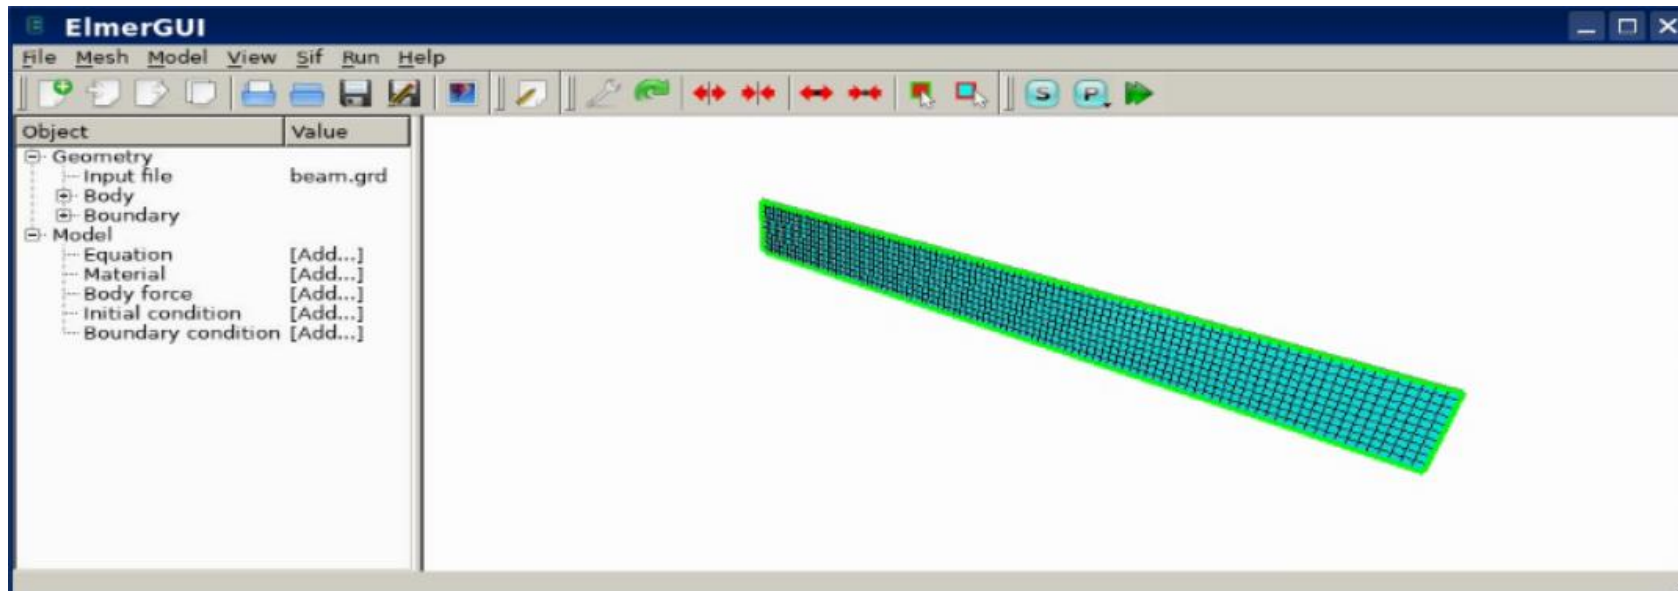 ElmerGUI
File Mesh Model View Sif Run Help
S P
Object Value
Geometry
Input file beam.grd
Body
Boundary
Model
Equation [Add...]
Material [Add...]
Body force [Add...]
Initial condition [Add...]
Boundary condition [Add...]